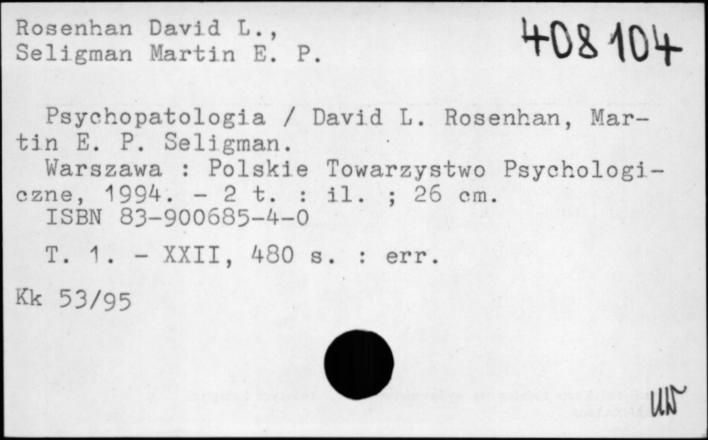 Rosenhan David L.,
Seligman Martin E. P.
408 104
Psychopatologia / David L. Rosenhan, Mar-
tin E. P. Seligman.
Warszawa : Polskie Towarzystwo Psychologi-
czne, 1994. - 2 t. : il. ; 26 cm.
ISBN 83-900685-4-0
T. 1. - XXII, 480 s. : err.
Kk 53/95